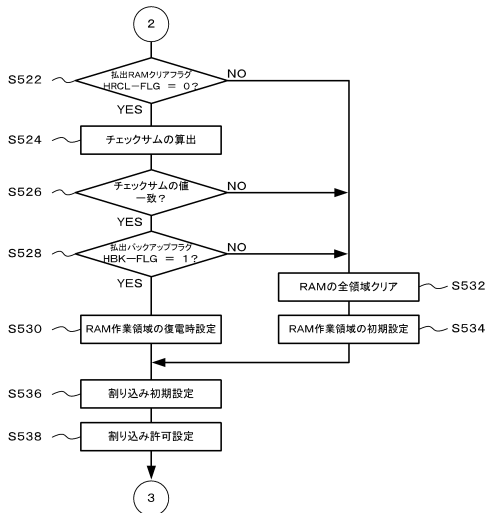 2
S522
払出RAMクリアフラグ
HRCL-FLG = 0?
NO
YES
S524
チェックサムの算出
S526
チェックサムの値
一致?
NO
YES
S528
払出バックアップフラグ
HBK-FLG = 1?
NO
YES
RAMの全領域クリア
S532
S530
RAM作業領域の復電時設定
RAM作業領域の初期設定
S534
S536
割り込み初期設定
S538
割り込み許可設定
3